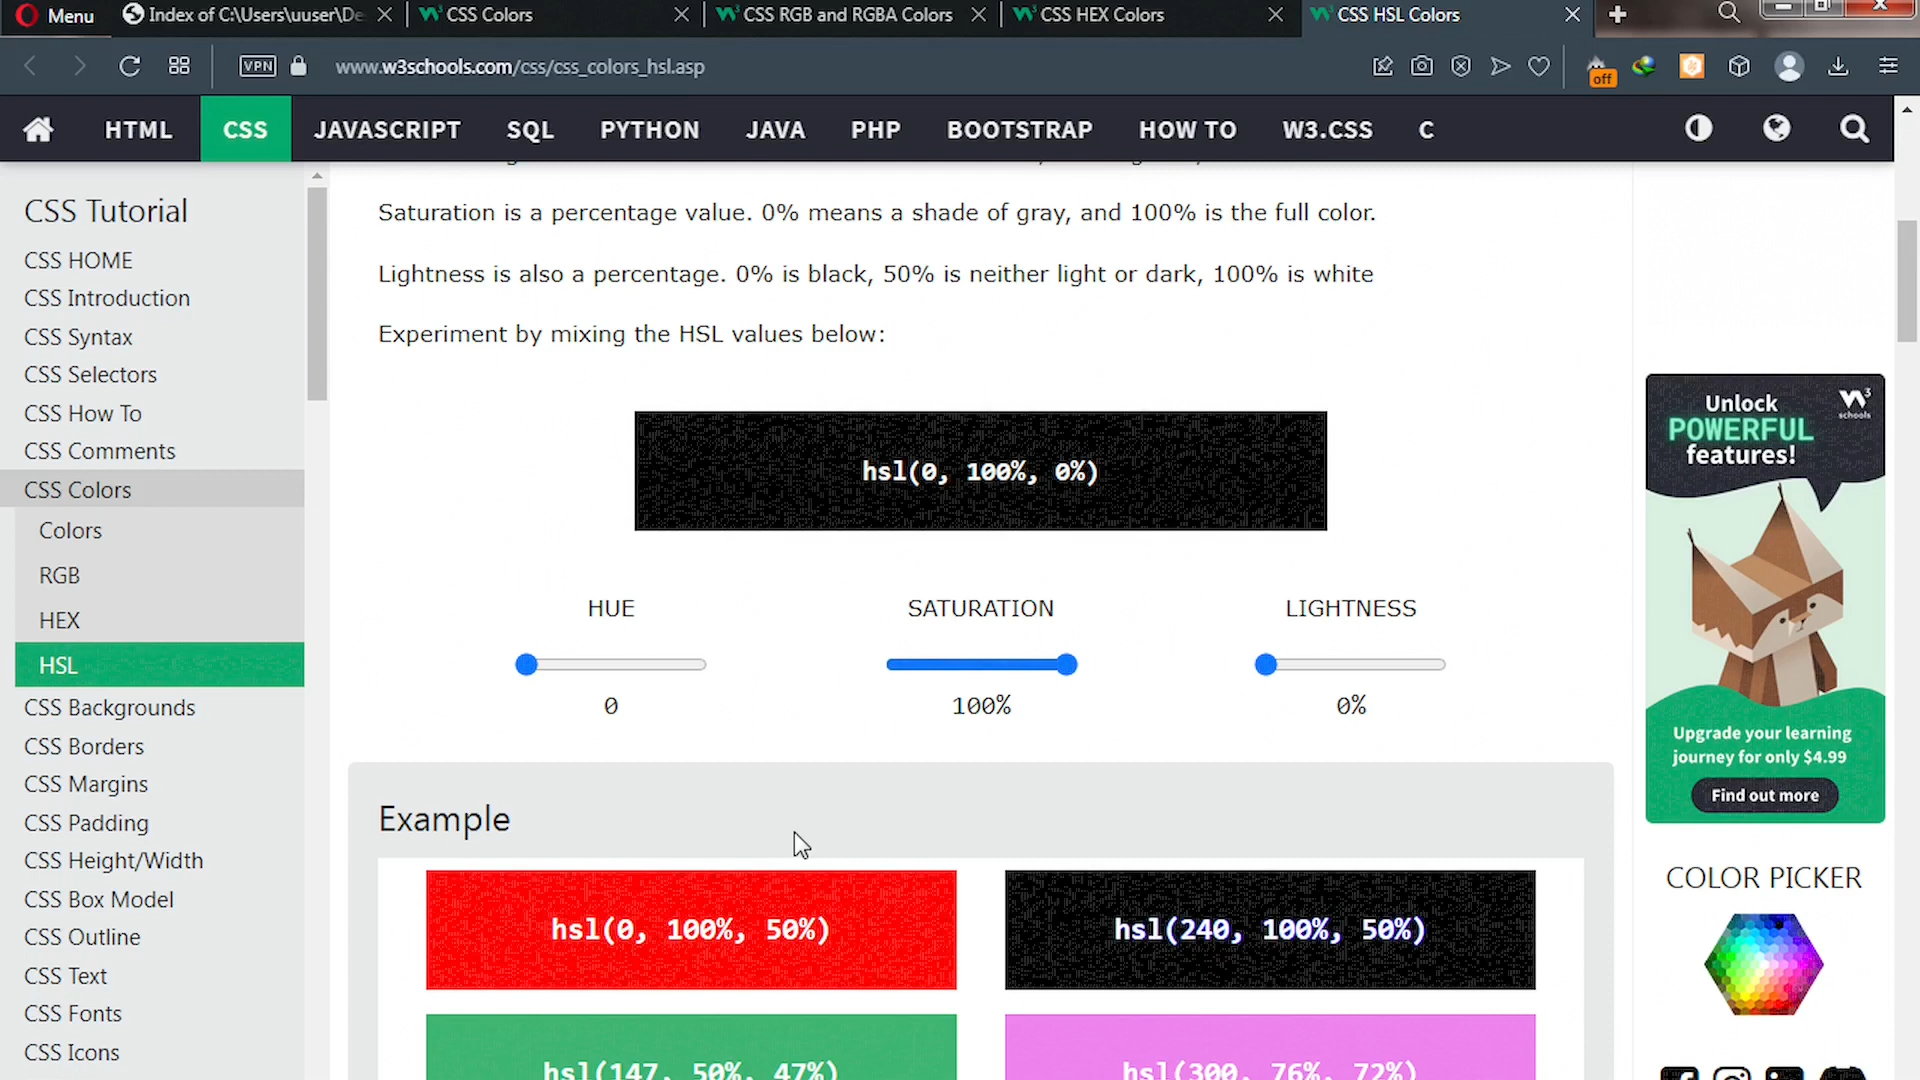 Menu
Index of C:\Users\uuser\De
CSS Colors
CSS RGB and RGBA Colors
CSS HEX Colors
CSS HSL Colors
VPN
www.w3schools.com/css/css_colors_hsl.asp
off
HTML
CSS
JAVASCRIPT
SQL
PYTHON
JAVA
PHP
BOOTSTRAP
HOW TO
W3.CSS
C
CSS Tutorial
CSS HOME
CSS Introduction
CSS Syntax
CSS Selectors
CSS How To
CSS Comments
CSS Colors
Colors
RGB
HEX
HSL
CSS Backgrounds
CSS Borders
CSS Margins
CSS Padding
CSS Height/Width
CSS Box Model
CSS Outline
CSS Text
CSS Fonts
CSS Icons
Saturation is a percentage value. 0% means a shade of gray, and 100% is the full color.
Lightness is also a percentage. 0% is black, 50% is neither light or dark, 100% is white
Experiment by mixing the HSL values below:
hsl(0, 100%, 0%)
HUE
SATURATION
LIGHTNESS
0
100%
0%
Example
hsl(0, 100%, 50%)
hsl(240, 100%, 50%)
hsl(147, 50%, 47%)
hsl(300, 76%, 72%)
W3
schools
Unlock
POWERFUL
features!
Upgrade your learning
journey for only $4.99
Find out more
COLOR PICKER